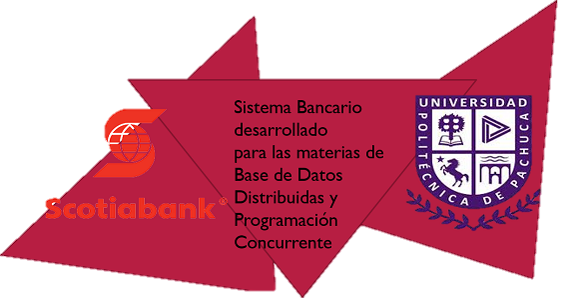 Scotiabank®
Sistema Bancario
desarrollado
para las materias de
Base de Datos
Distribuidas y
Programación
Concurrente
UNIVERSIDAD
POLITÉCNICA DE PACHUCA